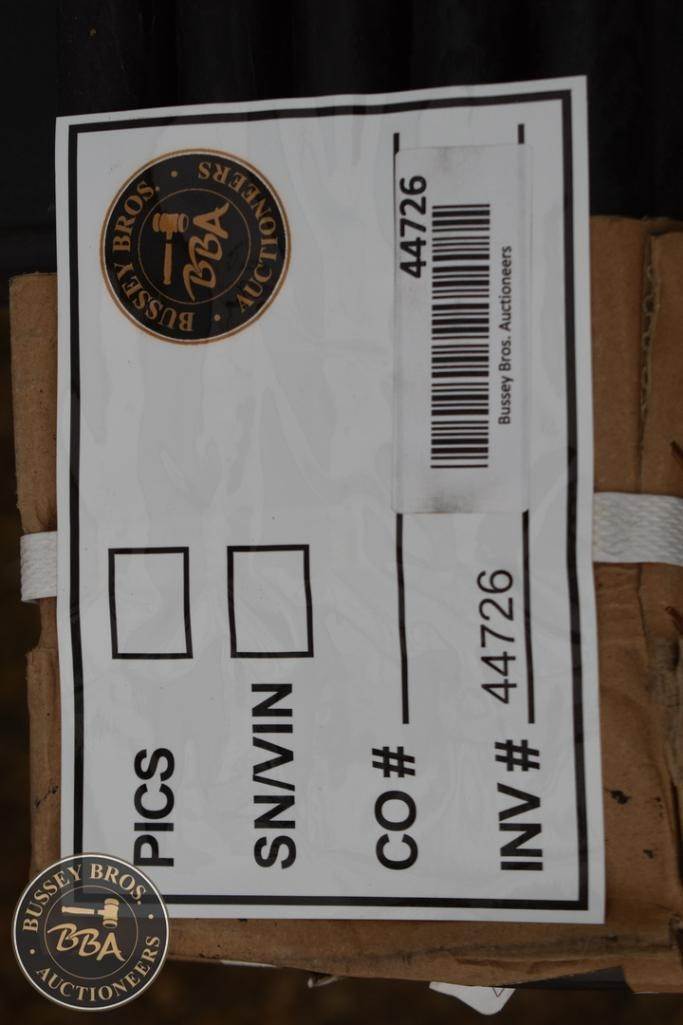 BUSSEY BROS.
AUCTIONEERS
BBA
PICS
SN/VIN
CO #
44726
Bussey Bros. Auctioneers
INV # 44726
BUSSEY BROS.
BBA
AUCTIONEERS